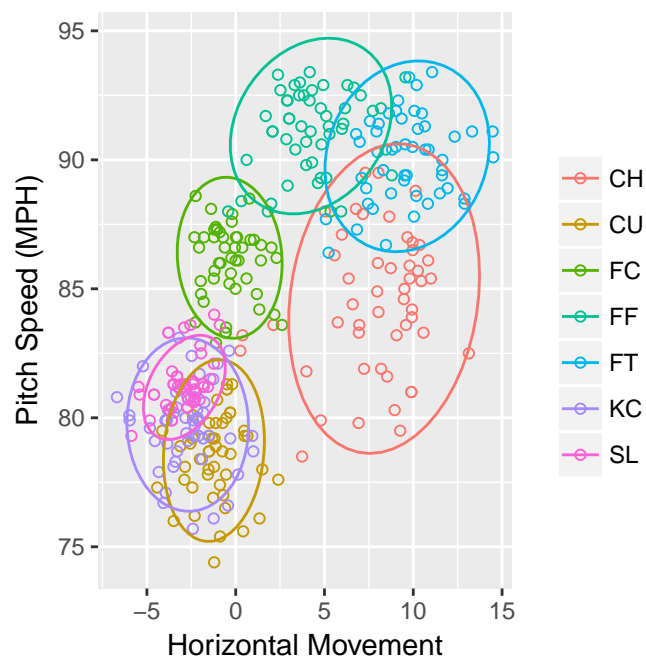 95
90
85
80
75
Pitch Speed (MPH)
−5
0
5
10
15
Horizontal Movement
CH
CU
FC
FF
FT
KC
SL